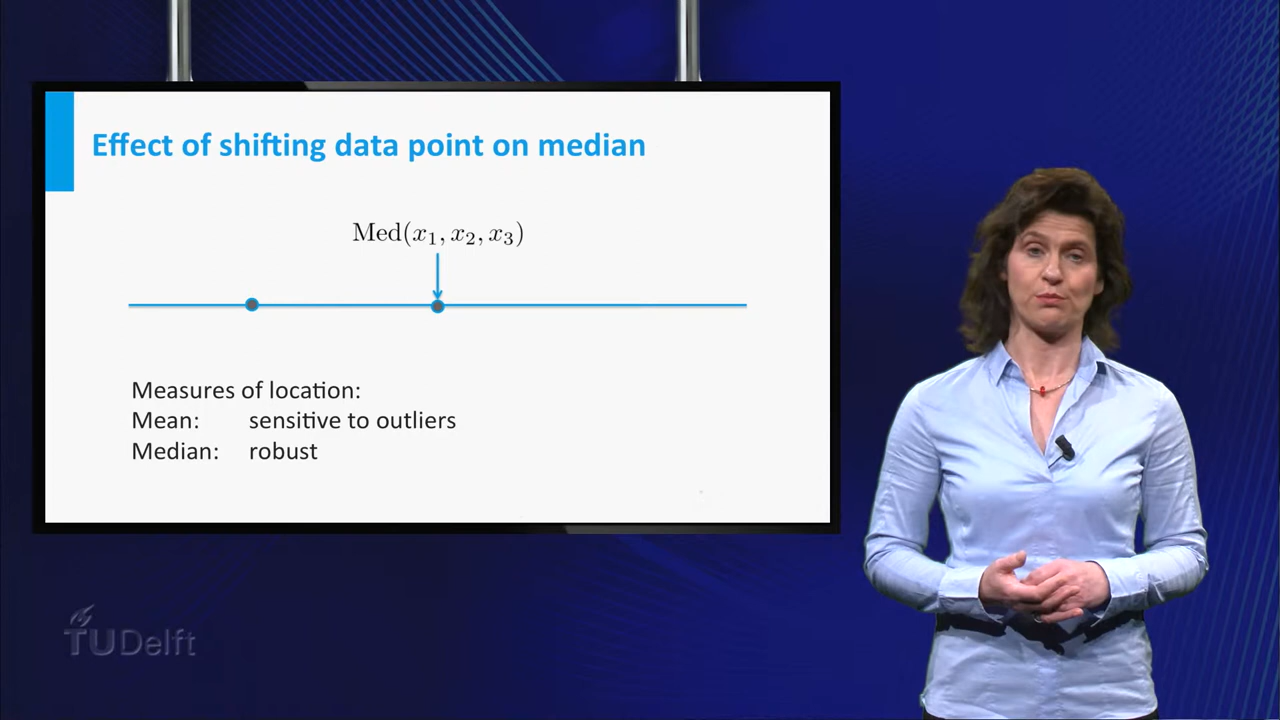 Effect of shifting data point on median
Med(x₁, x₂, x₃)
Measures of location:
Mean: sensitive to outliers
Median: robust
TUDelft